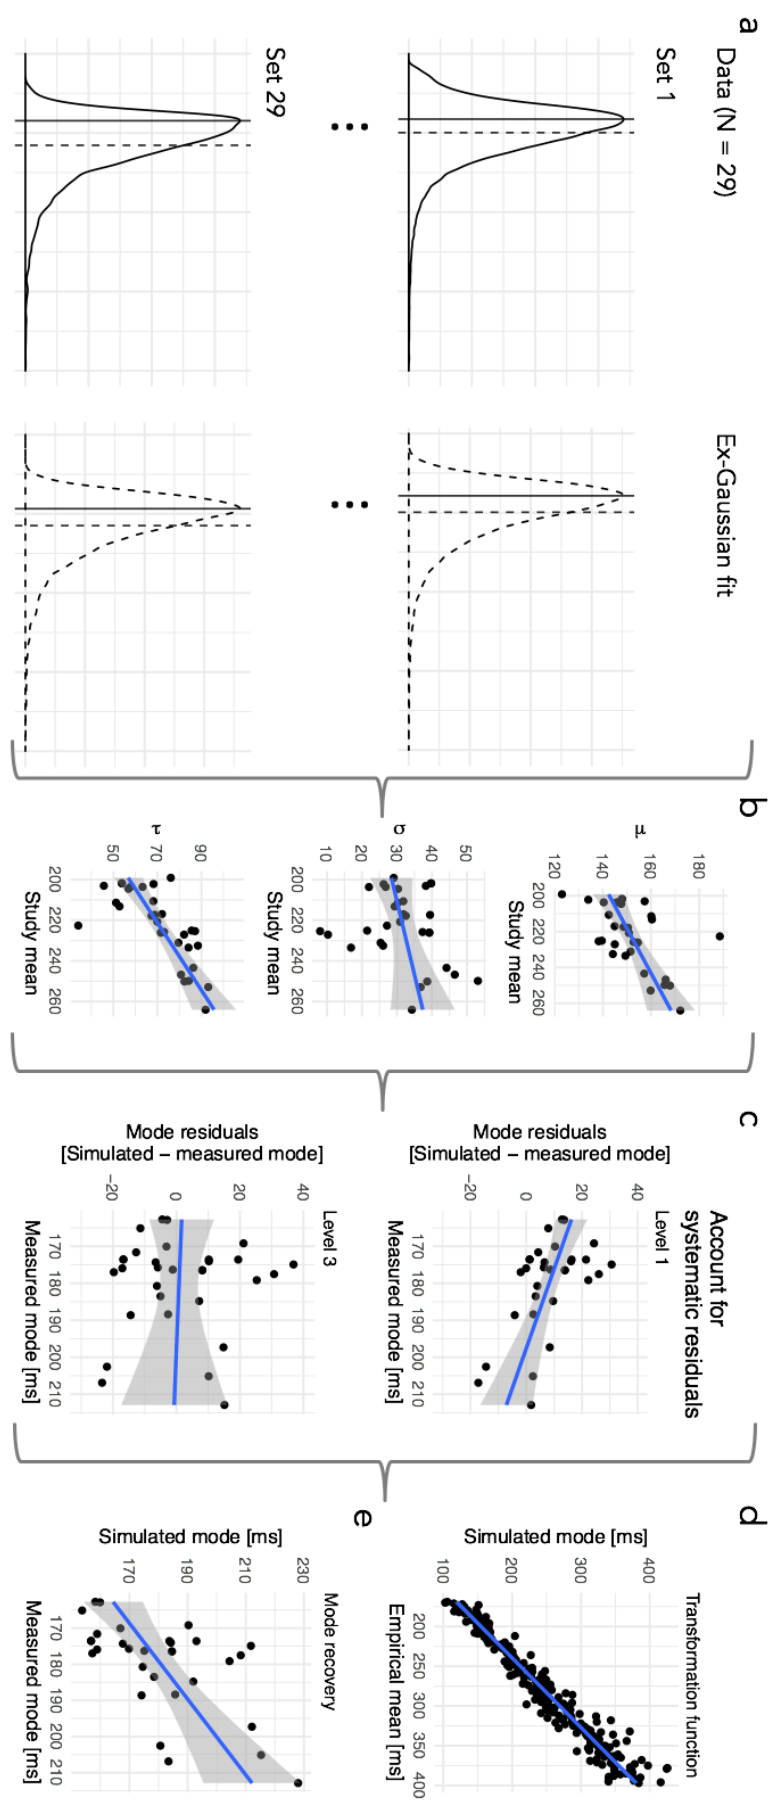 a
Data (N = 29)
Set 1
...
Set 29
Ex-Gaussian fit
...
b
μ
120 140 160 180
200 220 240 260
Study mean
σ
10 20 30 40 50
200 220 240 260
Study mean
τ
50 70 90
200 220 240 260
Study mean
c
Account for
systematic residuals
Level 1
Mode residuals
[Simulated – measured mode]
−20 0 20 40
170 180 190 200 210
Measured mode [ms]
Level 3
Mode residuals
[Simulated – measured mode]
−20 0 20 40
170 180 190 200 210
Measured mode [ms]
d
Transformation function
Simulated mode [ms]
100 200 300 400
200 250 300 350 400
Empirical mean [ms]
e
Mode recovery
Simulated mode [ms]
170 190 210 230
170 180 190 200 210
Measured mode [ms]